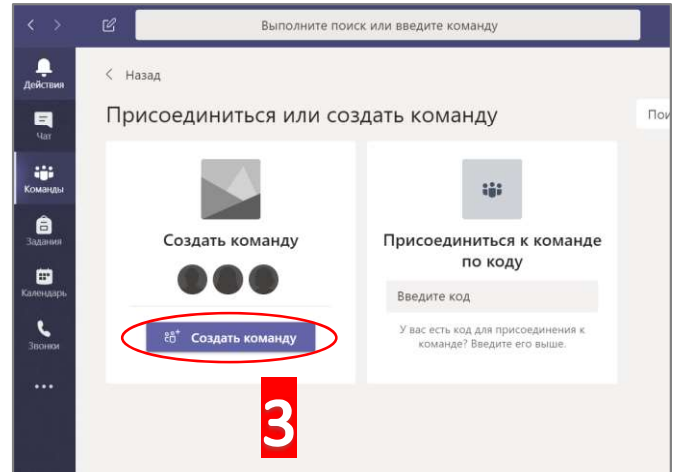 Выполните поиск или введите команду
Действия
Чат
Команды
Задания
Календарь
Звонки
Назад
Присоединиться или создать команду
Пои
Создать команду
Создать команду
Присоединиться к команде
по коду
Введите код
У вас есть код для присоединения к
команде? Введите его выше.
3